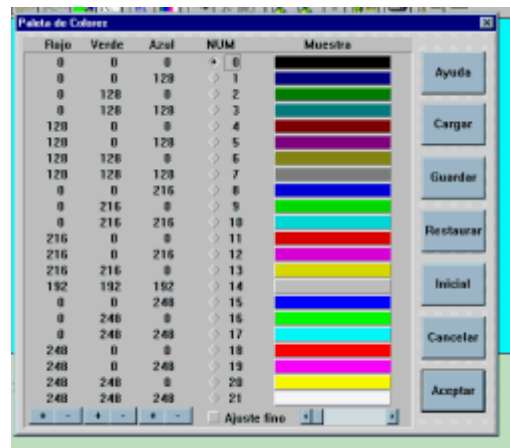 Paleta de Colores
Rojo Verde Azul NUM Muestra
0 0 0 0
0 0 128 1
0 128 0 2
0 128 128 3
128 0 0 4
128 0 128 5
128 128 0 6
128 128 128 7
0 0 216 8
0 216 0 9
0 216 216 10
216 0 0 11
216 0 216 12
216 216 0 13
192 192 192 14
0 0 248 15
0 248 0 16
0 248 248 17
248 0 0 18
248 0 248 19
248 248 0 20
248 248 248 21
+ - + - + - Ajuste fino
Ayuda
Cargar
Guardar
Restaurar
Inicial
Cancelar
Aceptar